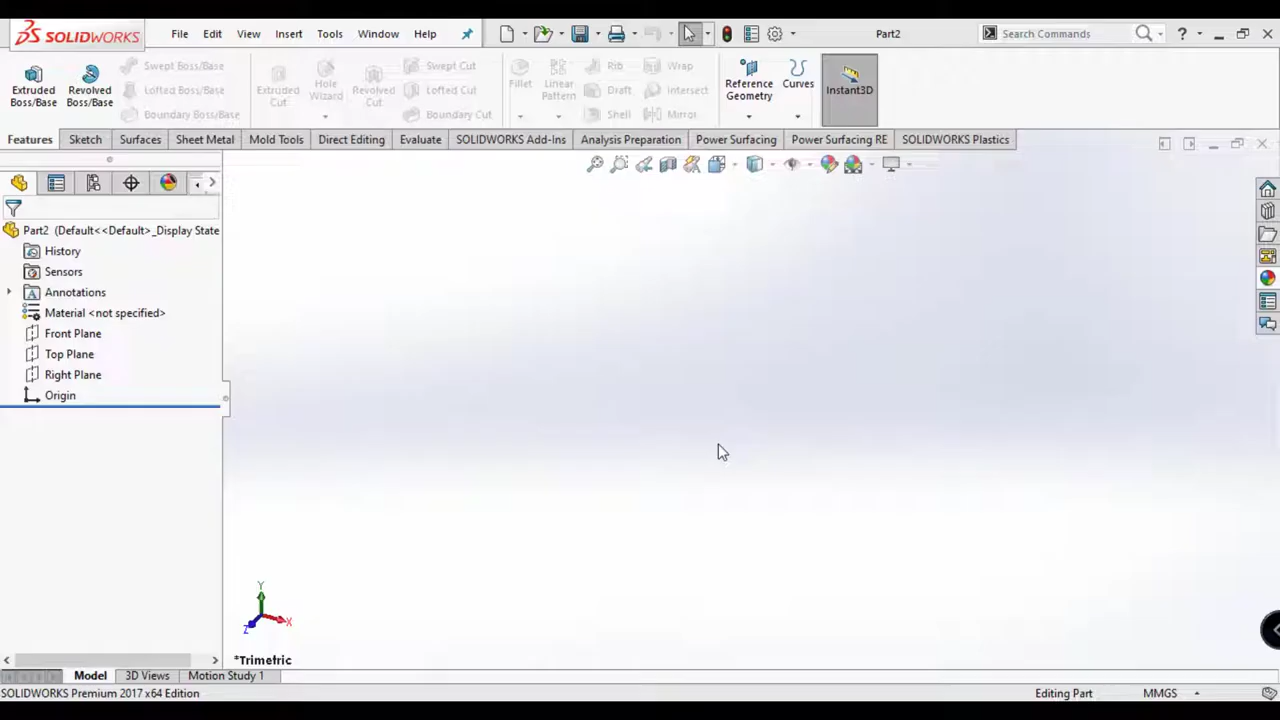 SOLIDWORKS File Edit View Insert Tools Window Help Part2 Search Commands ?
Extruded Boss/Base
Revolved Boss/Base
Swept Boss/Base
Lofted Boss/Base
Boundary Boss/Base
Extruded Cut
Hole Wizard
Revolved Cut
Swept Cut
Lofted Cut
Boundary Cut
Fillet
Linear Pattern
Rib
Draft
Shell
Wrap
Intersect
Mirror
Reference Geometry
Curves
Instant3D
Features Sketch Surfaces Sheet Metal Mold Tools Direct Editing Evaluate SOLIDWORKS Add-Ins Analysis Preparation Power Surfacing Power Surfacing RE SOLIDWORKS Plastics
Part2 (Default<<Default>_Display State
History
Sensors
Annotations
Material <not specified>
Front Plane
Top Plane
Right Plane
Origin
Y
X
Z
*Trimetric
Model 3D Views Motion Study 1
SOLIDWORKS Premium 2017 x64 Edition Editing Part MMGS